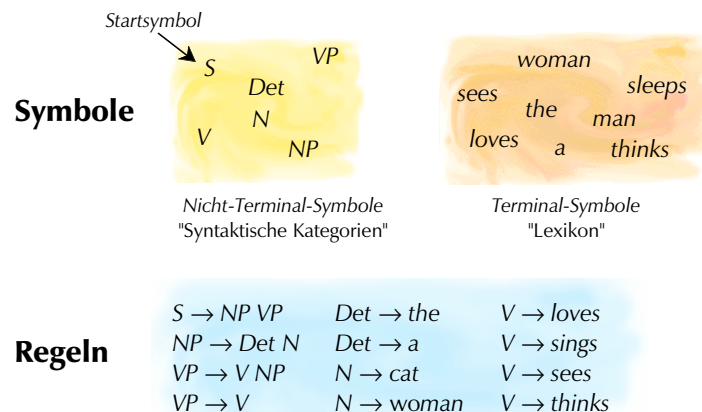 Startsymbol
S
VP
Det
N
V
NP
Symbole
woman
sees
sleeps
the
man
loves
a
thinks
Nicht-Terminal-Symbole
"Syntaktische Kategorien"
Terminal-Symbole
"Lexikon"
Regeln
S → NP VP
NP → Det N
VP → V NP
VP → V
Det → the
Det → a
N → cat
N → woman
V → loves
V → sings
V → sees
V → thinks